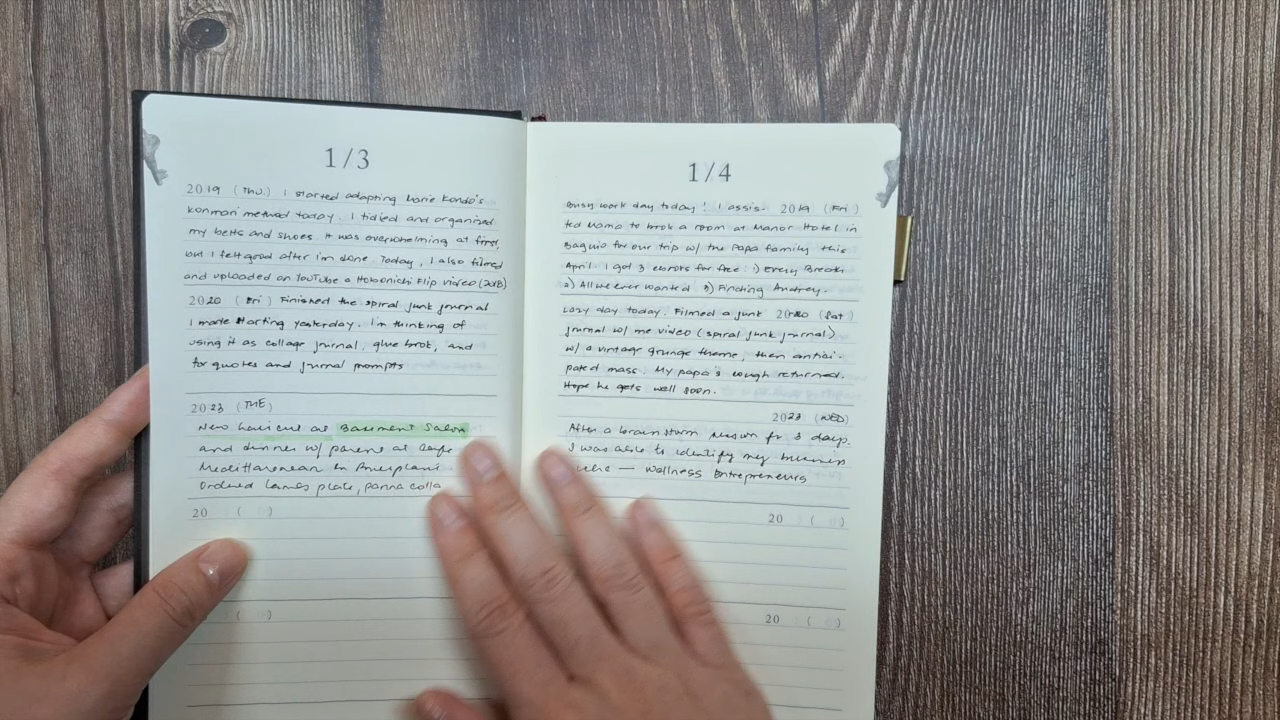 1/3
2019 (THU.) I started adapting Marie Kondo's
konmari method today. I tidied and organized
my belts and shoes. It was overwhelming at first,
but I felt good after I'm done. Today, I also filmed
and uploaded on YouTube a Hobonichi Flip video (2018)
2020 (Fri) Finished the spiral junk journal
I made starting yesterday. I'm thinking of
using it as collage journal, glue book, and
for quotes and journal prompts
2023 (TUE)
New haircut at Basement Salon
and dinner w/ parents at Cafe
Mediterranean in
Ordered lambs plate, panna cotta
20 ( )
( )
1/4
Busy work day today! I assis- 2019 (Fri)
ted Mama to book a room at Manor Hotel in
Baguio for our trip w/ the Papa family this
April. I got 3 for free: 1) Every Breath
2) All we ever wanted 3) Finding Audrey.
Lazy day today. Filmed a junk 2020 (Sat)
journal w/ me video (spiral junk journal)
w/ a vintage grunge theme, then antici-
pated mass. My papa's cough returned.
Hope he gets well soon.
2023 (WED)
After a brainstorm session for 3 days.
I was able to identify my business
— Wellness Entrepreneurs
20 ( )
20 ( )